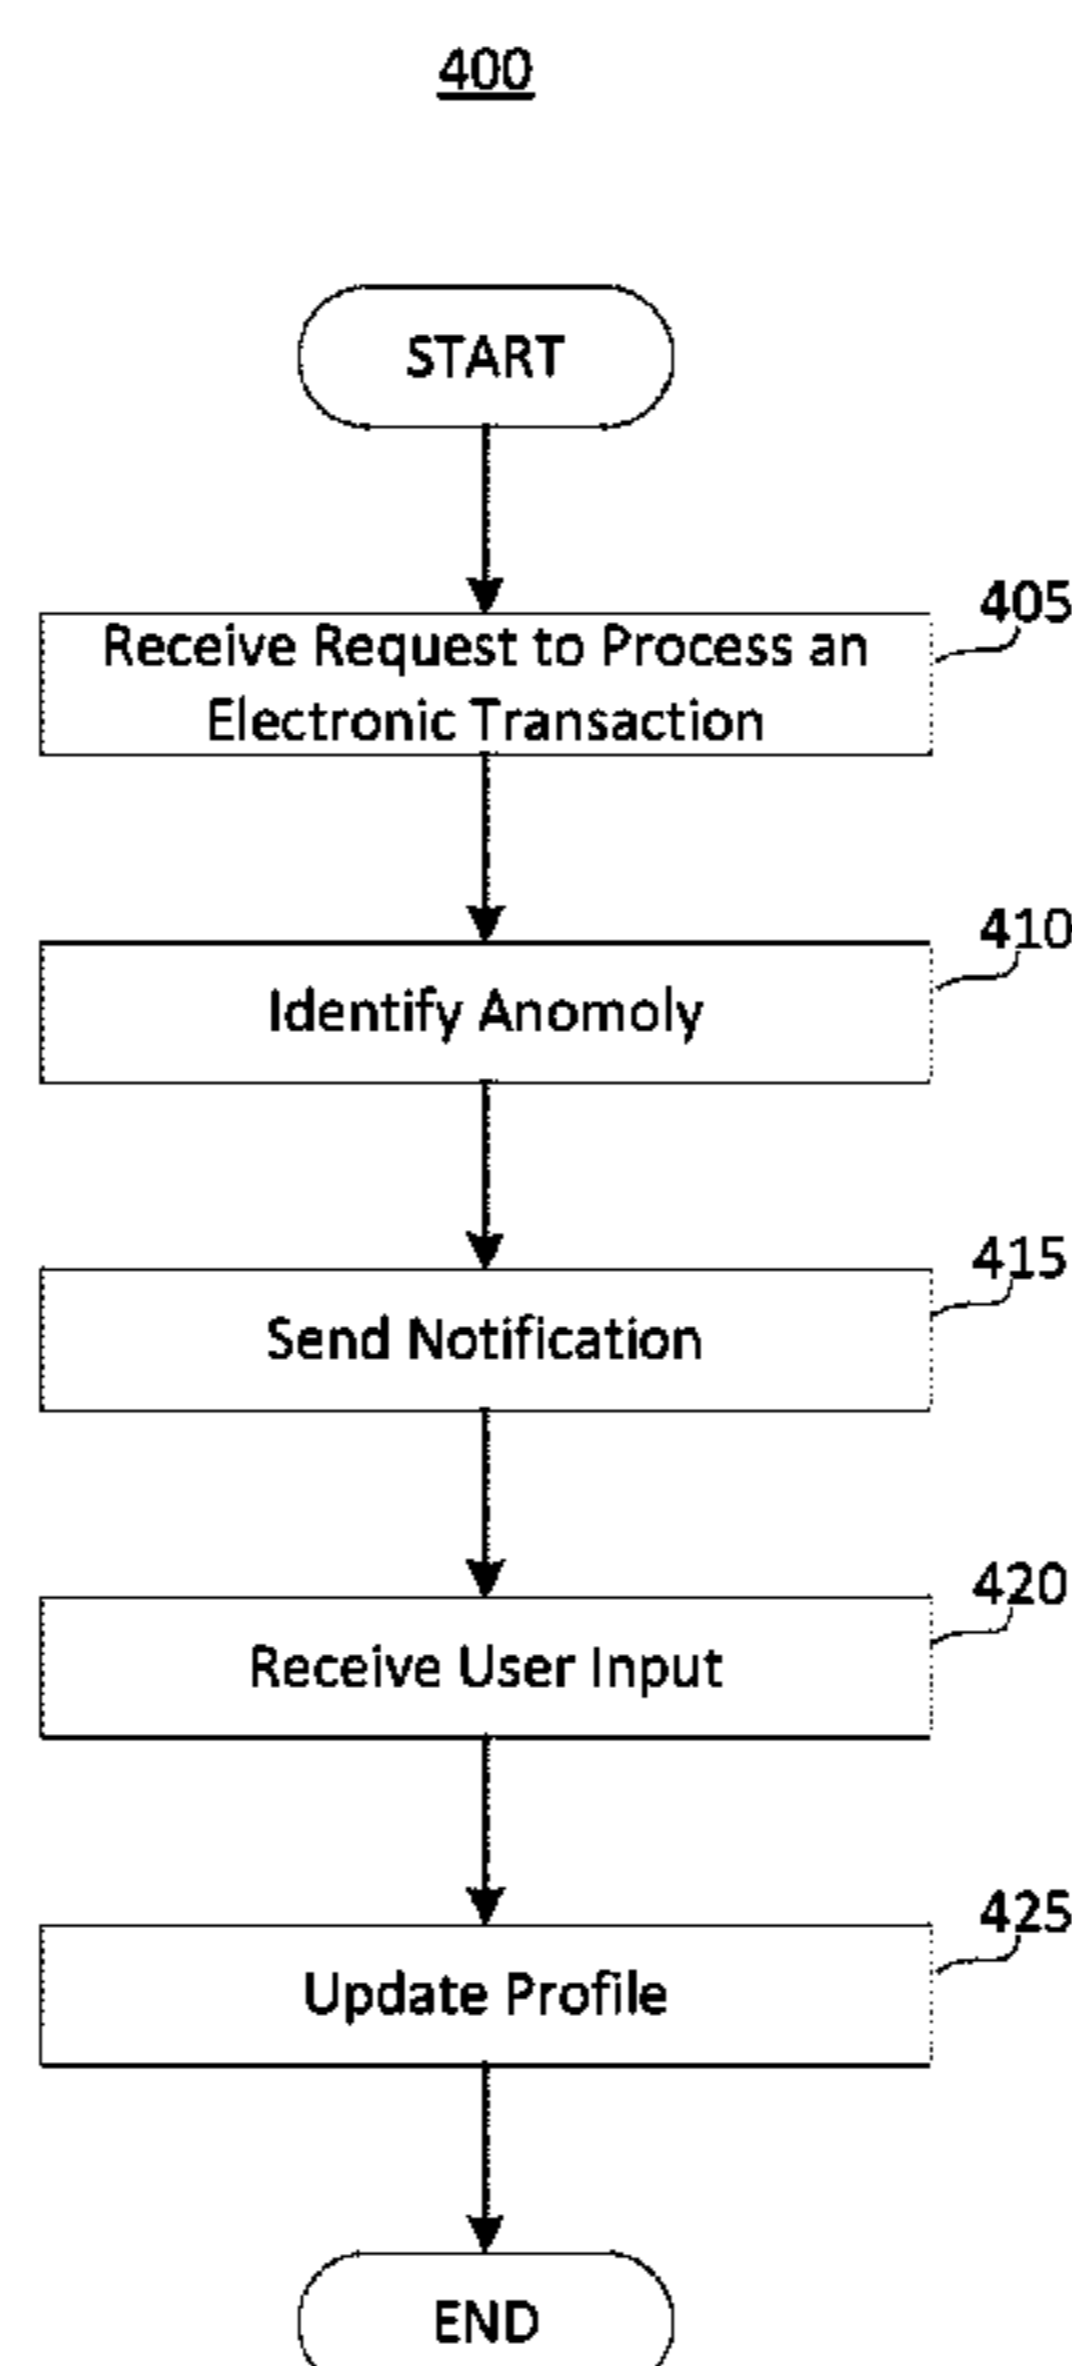 400
START
405
Receive Request to Process an
Electronic Transaction
410
Identify Anomoly
415
Send Notification
420
Receive User Input
425
Update Profile
END